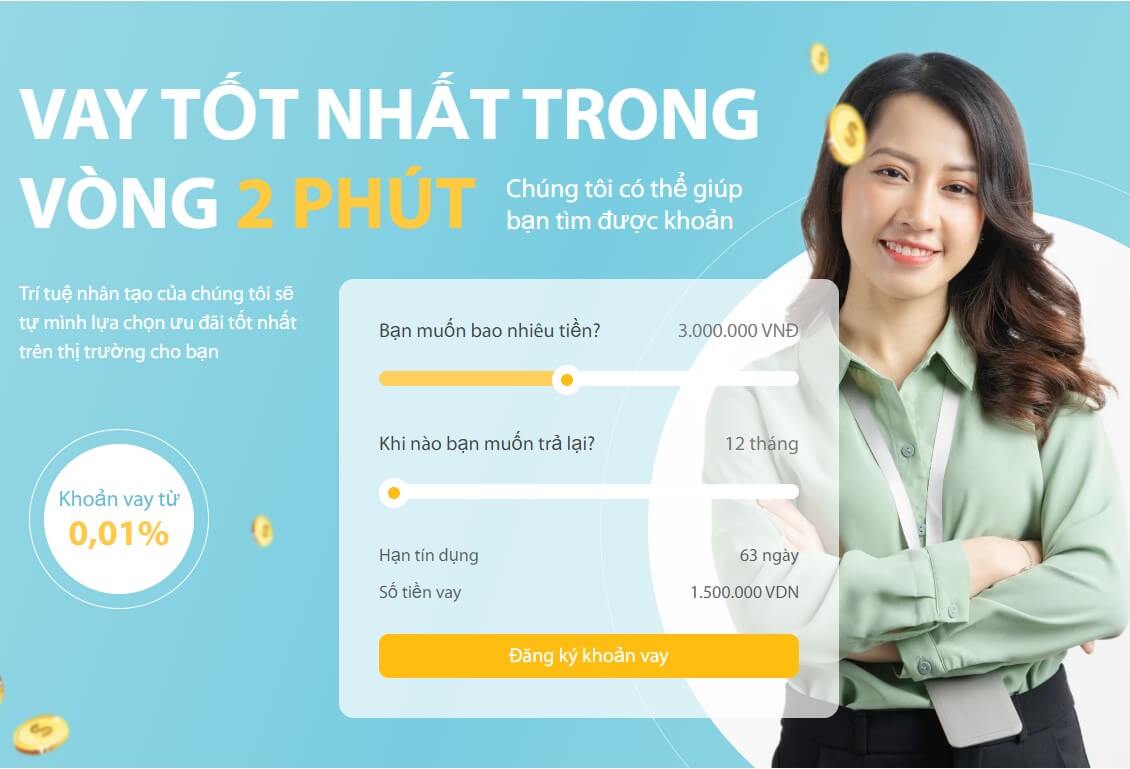 VAY TỐT NHẤT TRONG
VÒNG 2 PHÚT
Chúng tôi có thể giúp
bạn tìm được khoản
Trí tuệ nhân tạo của chúng tôi sẽ
tự mình lựa chọn ưu đãi tốt nhất
trên thị trường cho bạn
Khoản vay từ
0,01%
Bạn muốn bao nhiêu tiền? 3.000.000 VNĐ
Khi nào bạn muốn trả lại? 12 tháng
Hạn tín dụng 63 ngày
Số tiền vay 1.500.000 VDN
Đăng ký khoản vay